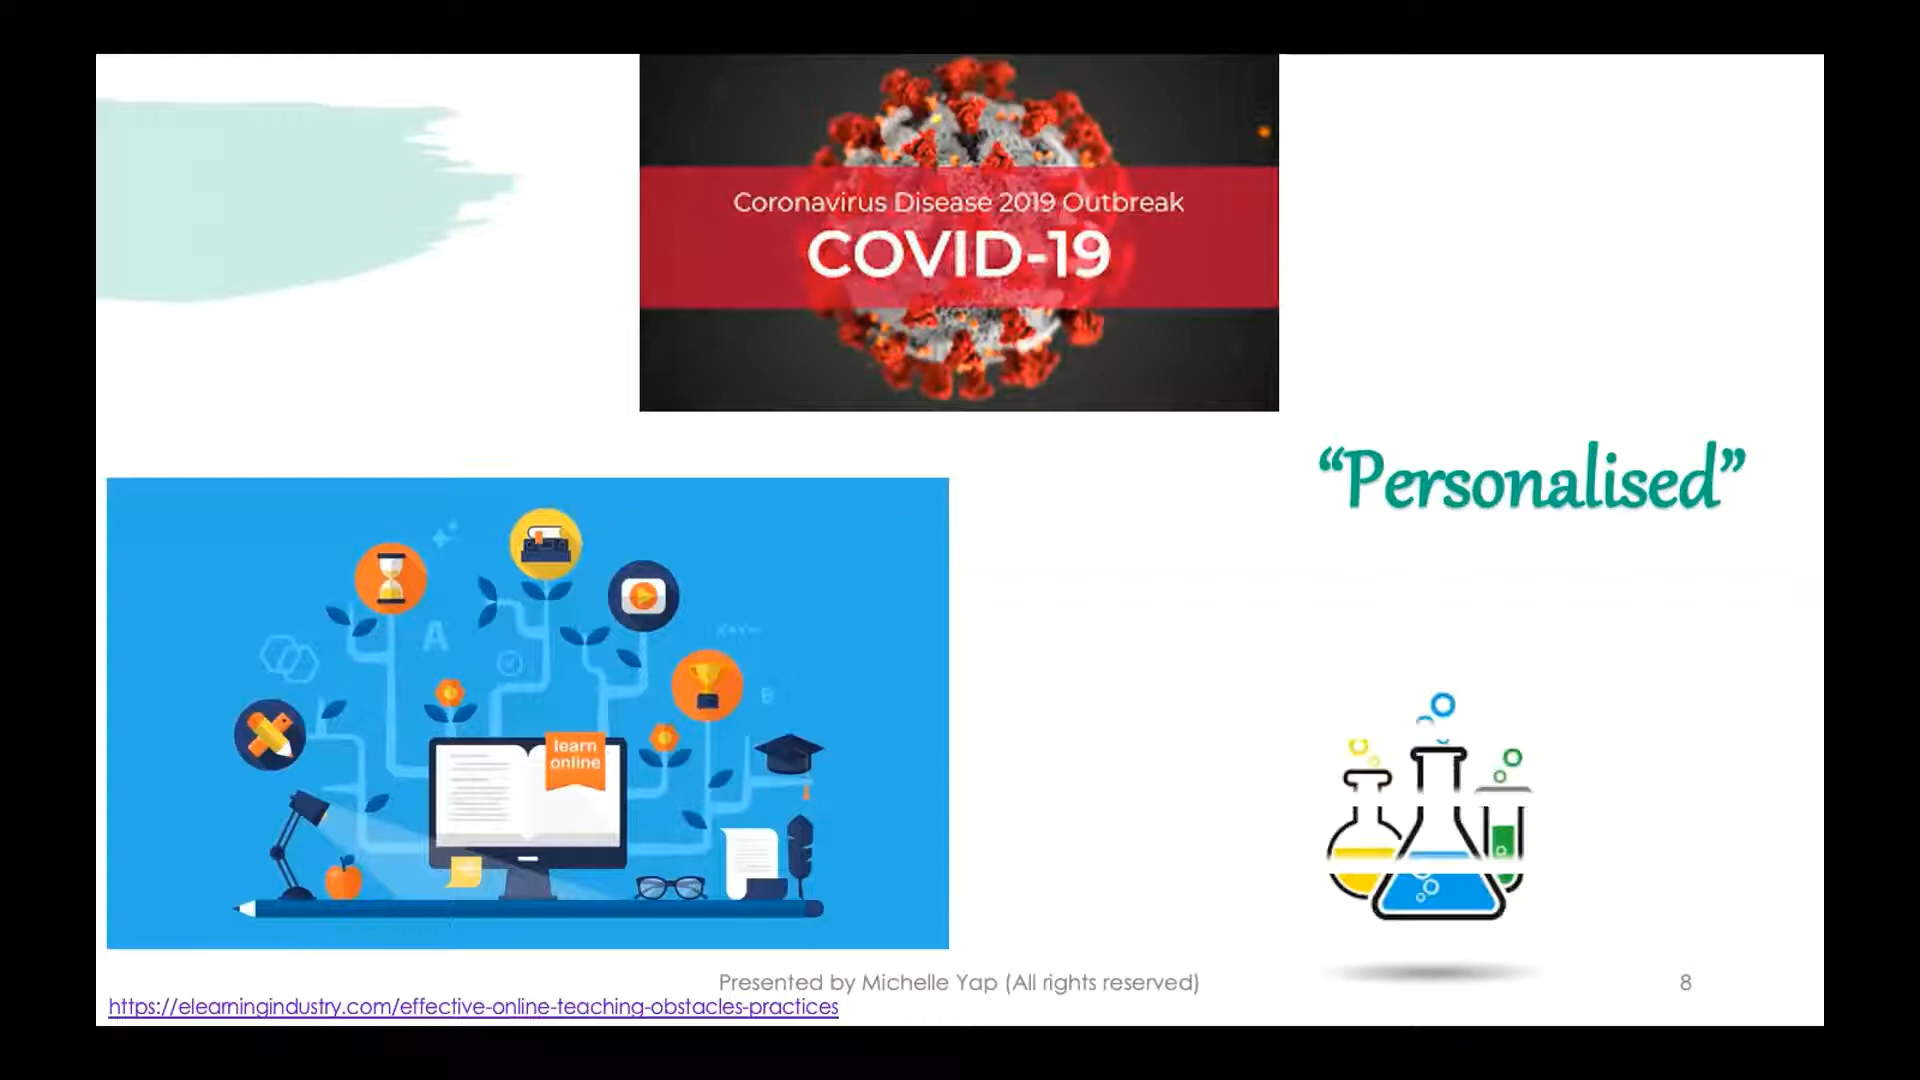 Coronavirus Disease 2019 Outbreak
COVID-19
“Personalised”
A
B
learn
online
Presented by Michelle Yap (All rights reserved)
8
https://elearningindustry.com/effective-online-teaching-obstacles-practices